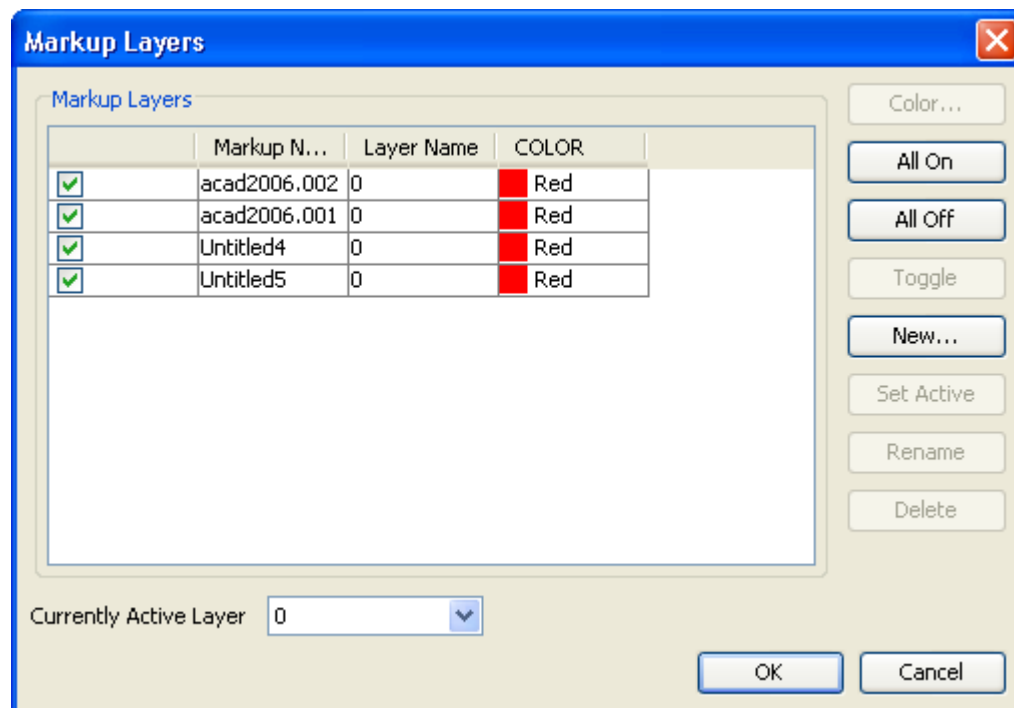 Markup Layers
Markup Layers
Markup N... Layer Name COLOR
acad2006.002 0 Red
acad2006.001 0 Red
Untitled4 0 Red
Untitled5 0 Red
Color...
All On
All Off
Toggle
New...
Set Active
Rename
Delete
Currently Active Layer 0
OK Cancel